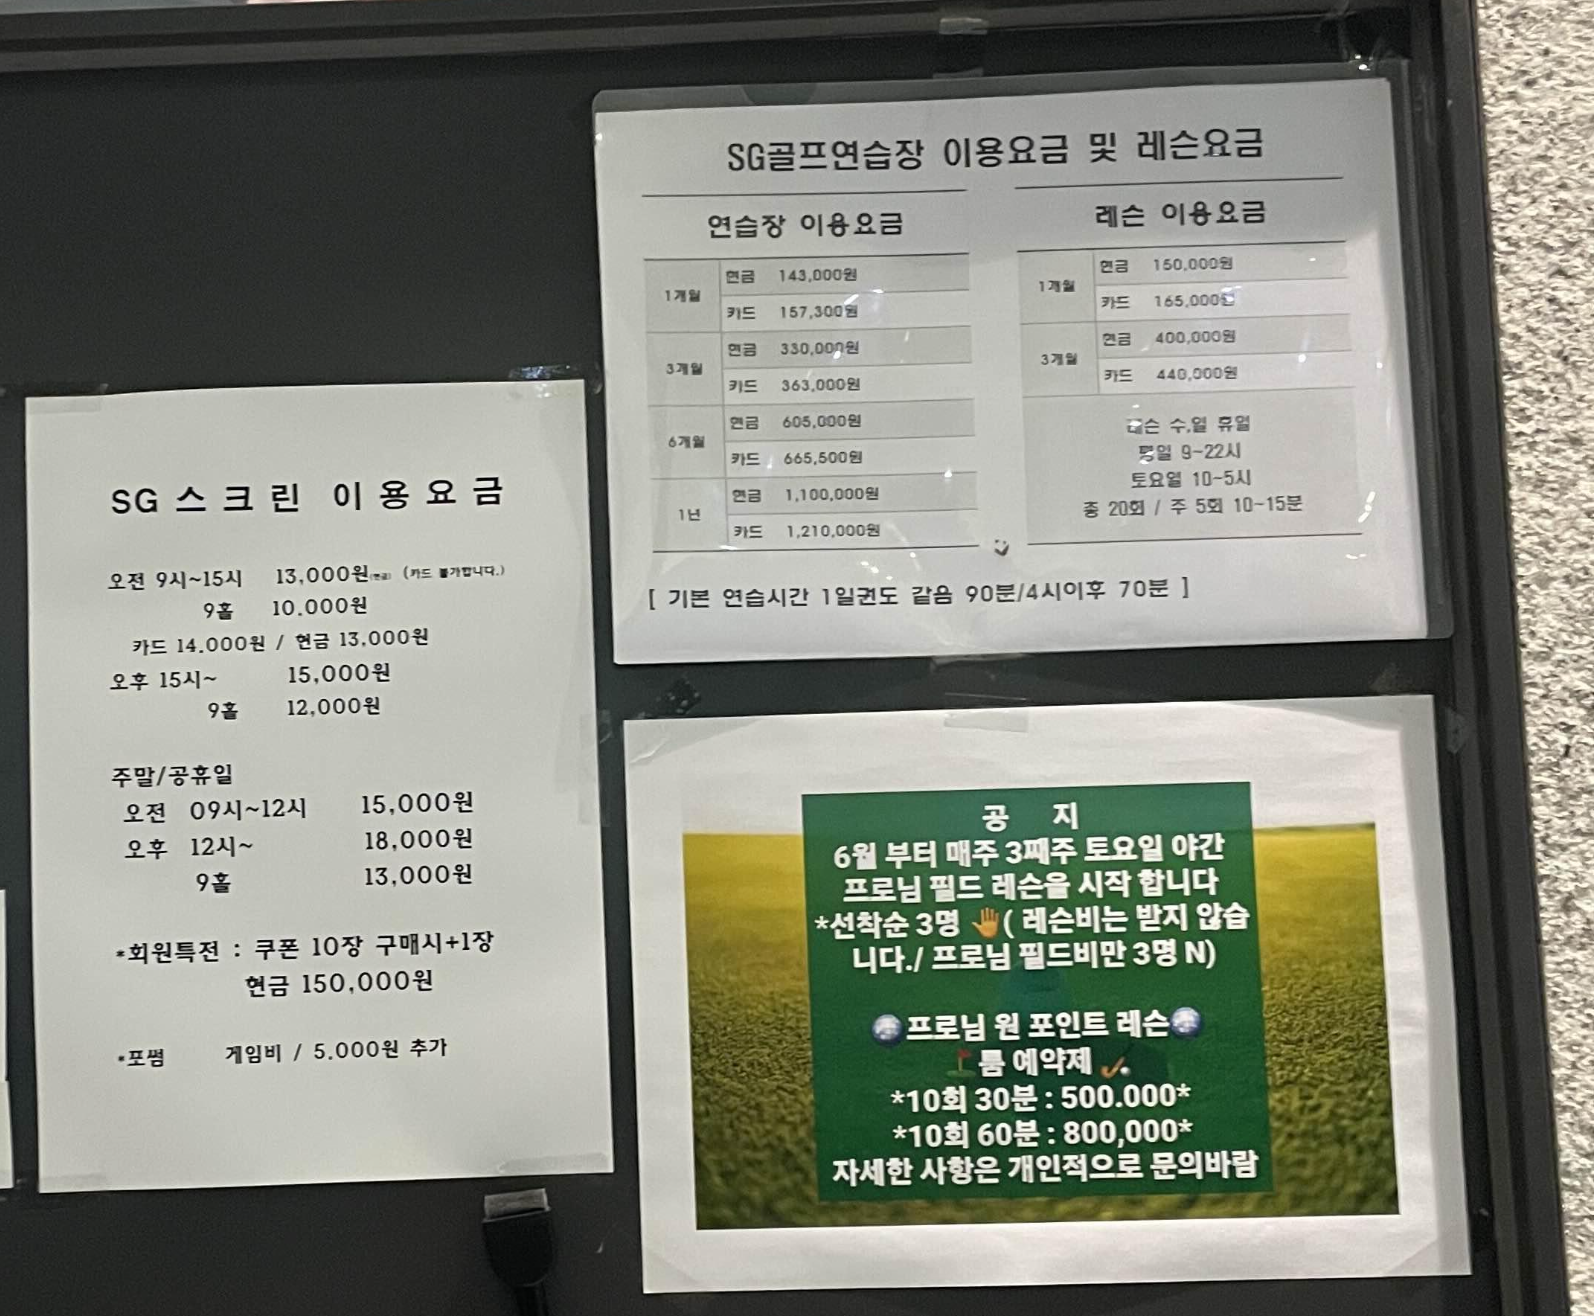 SG 스크린 이용요금
오전 9시~15시 13,000원(현금) (카드 불가합니다.)
9홀 10.000원
카드 14.000원 / 현금 13,000원
오후 15시~ 15,000원
9홀 12,000원
주말/공휴일
오전 09시~12시 15,000원
오후 12시~ 18,000원
9홀 13,000원
*회원특전 : 쿠폰 10장 구매시+1장
현금 150,000원
*포썸 게임비 / 5.000원 추가
SG골프연습장 이용요금 및 레슨요금
연습장 이용요금
1개월 현금 143,000원
카드 157,300원
3개월 현금 330,000원
카드 363,000원
6개월 현금 605,000원
카드 665,500원
1년 현금 1,100,000원
카드 1,210,000원
레슨 이용요금
1개월 현금 150,000원
카드 165,000원
3개월 현금 400,000원
카드 440,000원
레슨 수,일 휴일
평일 9~22시
토요일 10~5시
총 20회 / 주 5회 10~15분
[ 기본 연습시간 1일권도 같음 90분/4시이후 70분 ]
공 지
6월 부터 매주 3째주 토요일 야간
프로님 필드 레슨을 시작 합니다
*선착순 3명 🤚( 레슨비는 받지 않습
니다./ 프로님 필드비만 3명 N)
프로님 원 포인트 레슨
⛳룸 예약제🏑
*10회 30분 : 500.000*
*10회 60분 : 800,000*
자세한 사항은 개인적으로 문의바람